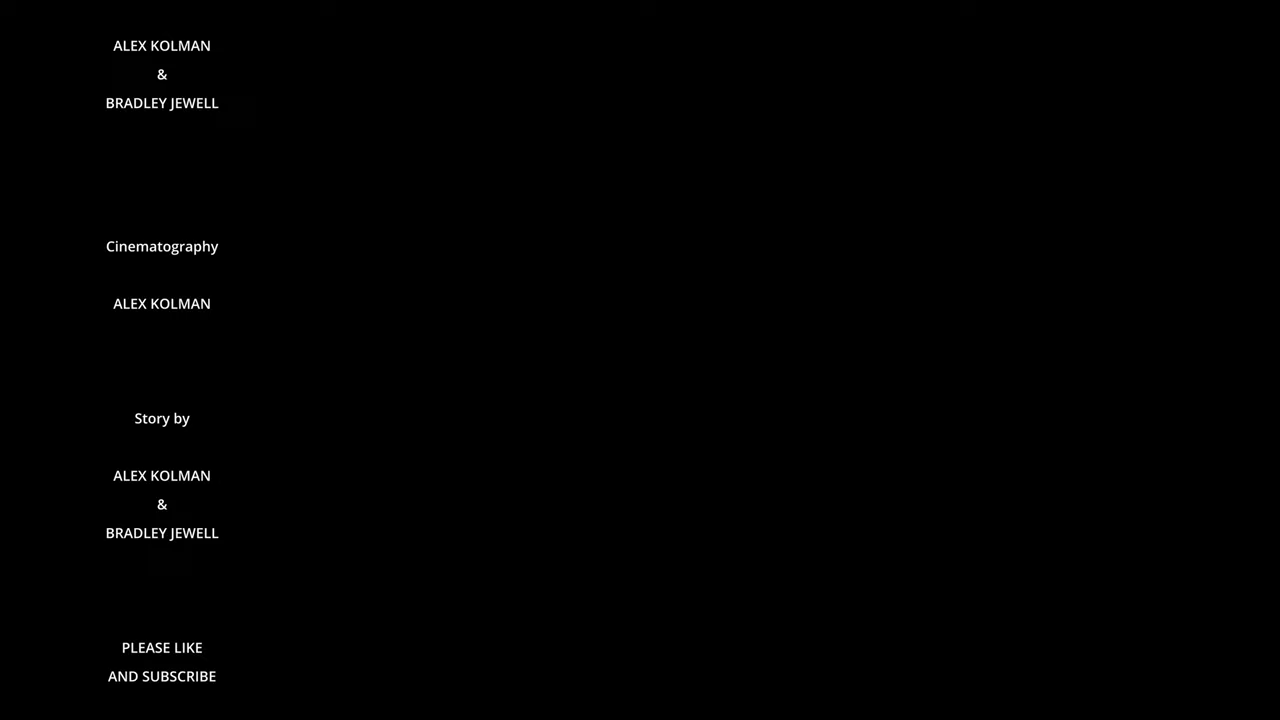 ALEX KOLMAN
&
BRADLEY JEWELL
Cinematography
ALEX KOLMAN
Story by
ALEX KOLMAN
&
BRADLEY JEWELL
PLEASE LIKE
AND SUBSCRIBE